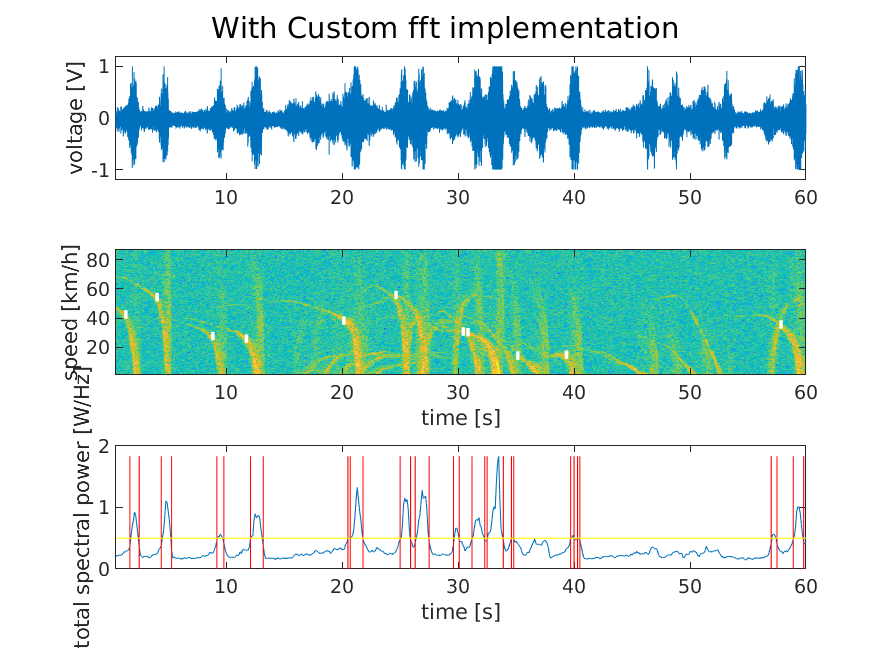 With Custom fft implementation
voltage [V]
1
0
-1
10 20 30 40 50 60
speed [km/h]
80
60
40
20
10 20 30 40 50 60
time [s]
total spectral power [W/Hz]
2
1
0
10 20 30 40 50 60
time [s]